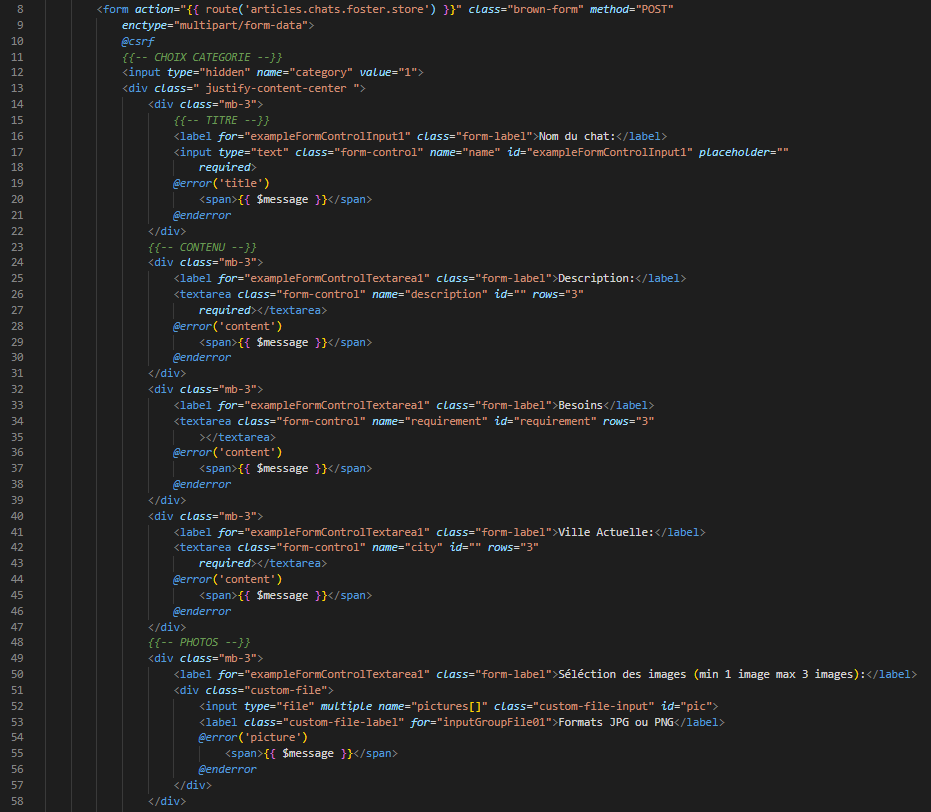 8 <form action="{{ route('articles.chats.foster.store') }}" class="brown-form" method="POST"
9 enctype="multipart/form-data">
10 @csrf
11 {{-- CHOIX CATEGORIE --}}
12 <input type="hidden" name="category" value="1">
13 <div class=" justify-content-center ">
14 <div class="mb-3">
15 {{-- TITRE --}}
16 <label for="exampleFormControlInput1" class="form-label">Nom du chat:</label>
17 <input type="text" class="form-control" name="name" id="exampleFormControlInput1" placeholder=""
18 required>
19 @error('title')
20 <span>{{ $message }}</span>
21 @enderror
22 </div>
23 {{-- CONTENU --}}
24 <div class="mb-3">
25 <label for="exampleFormControlTextarea1" class="form-label">Description:</label>
26 <textarea class="form-control" name="description" id="" rows="3"
27 required></textarea>
28 @error('content')
29 <span>{{ $message }}</span>
30 @enderror
31 </div>
32 <div class="mb-3">
33 <label for="exampleFormControlTextarea1" class="form-label">Besoins</label>
34 <textarea class="form-control" name="requirement" id="requirement" rows="3"
35 ></textarea>
36 @error('content')
37 <span>{{ $message }}</span>
38 @enderror
39 </div>
40 <div class="mb-3">
41 <label for="exampleFormControlTextarea1" class="form-label">Ville Actuelle:</label>
42 <textarea class="form-control" name="city" id="" rows="3"
43 required></textarea>
44 @error('content')
45 <span>{{ $message }}</span>
46 @enderror
47 </div>
48 {{-- PHOTOS --}}
49 <div class="mb-3">
50 <label for="exampleFormControlTextarea1" class="form-label">Séléction des images (min 1 image max 3 images):</label>
51 <div class="custom-file">
52 <input type="file" multiple name="pictures[]" class="custom-file-input" id="pic">
53 <label class="custom-file-label" for="inputGroupFile01">Formats JPG ou PNG</label>
54 @error('picture')
55 <span>{{ $message }}</span>
56 @enderror
57 </div>
58 </div>